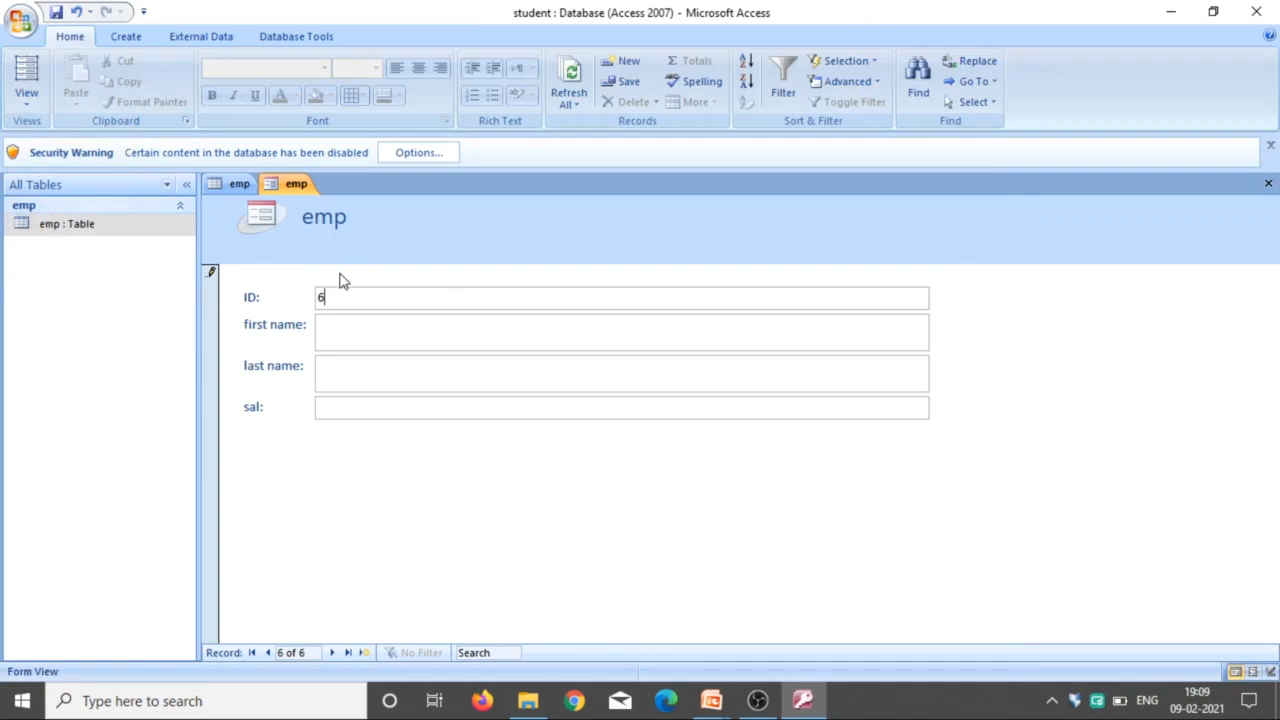 student : Database (Access 2007) - Microsoft Access
Home Create External Data Database Tools
View
Views
Paste
Cut
Copy
Format Painter
Clipboard
B I U A
Font
Rich Text
Refresh All
New
Save
Delete
Totals
Spelling
More
Records
Filter
Selection
Advanced
Toggle Filter
Sort & Filter
Find
Replace
Go To
Select
Find
Security Warning Certain content in the database has been disabled Options...
All Tables
emp
emp : Table
emp emp
emp
ID: 6
first name:
last name:
sal:
Record: 6 of 6 No Filter Search
Form View
Type here to search
ENG
19:09
09-02-2021